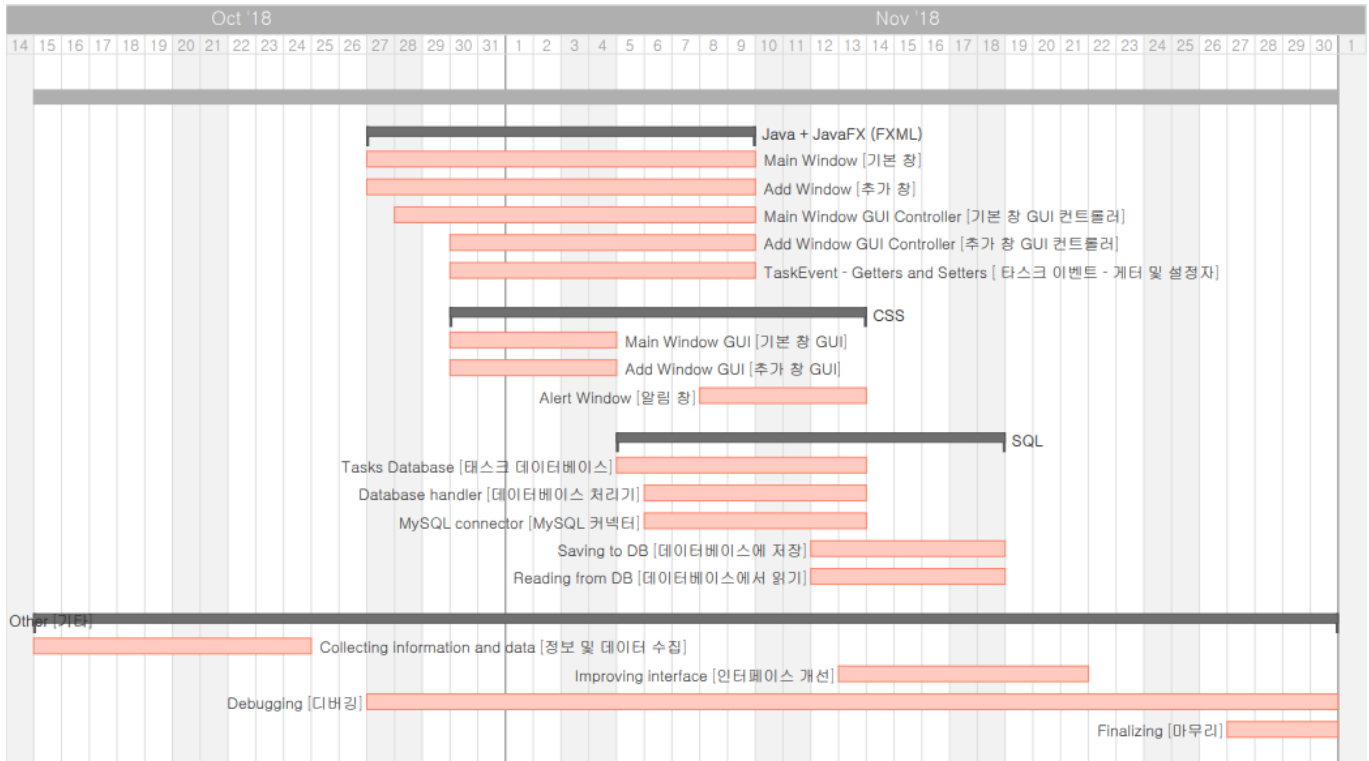 Oct '18 Nov '18
14 15 16 17 18 19 20 21 22 23 24 25 26 27 28 29 30 31 1 2 3 4 5 6 7 8 9 10 11 12 13 14 15 16 17 18 19 20 21 22 23 24 25 26 27 28 29 30 1
Java + JavaFX (FXML)
Main Window [기본 창]
Add Window [추가 창]
Main Window GUI Controller [기본 창 GUI 컨트롤러]
Add Window GUI Controller [추가 창 GUI 컨트롤러]
TaskEvent - Getters and Setters [ 타스크 이벤트 - 게터 및 설정자]
CSS
Main Window GUI [기본 창 GUI]
Add Window GUI [추가 창 GUI]
Alert Window [알림 창]
SQL
Tasks Database [태스크 데이터베이스]
Database handler [데이터베이스 처리기]
MySQL connector [MySQL 커넥터]
Saving to DB [데이터베이스에 저장]
Reading from DB [데이터베이스에서 읽기]
Other [기타]
Collecting information and data [정보 및 데이터 수집]
Improving interface [인터페이스 개선]
Debugging [디버깅]
Finalizing [마무리]